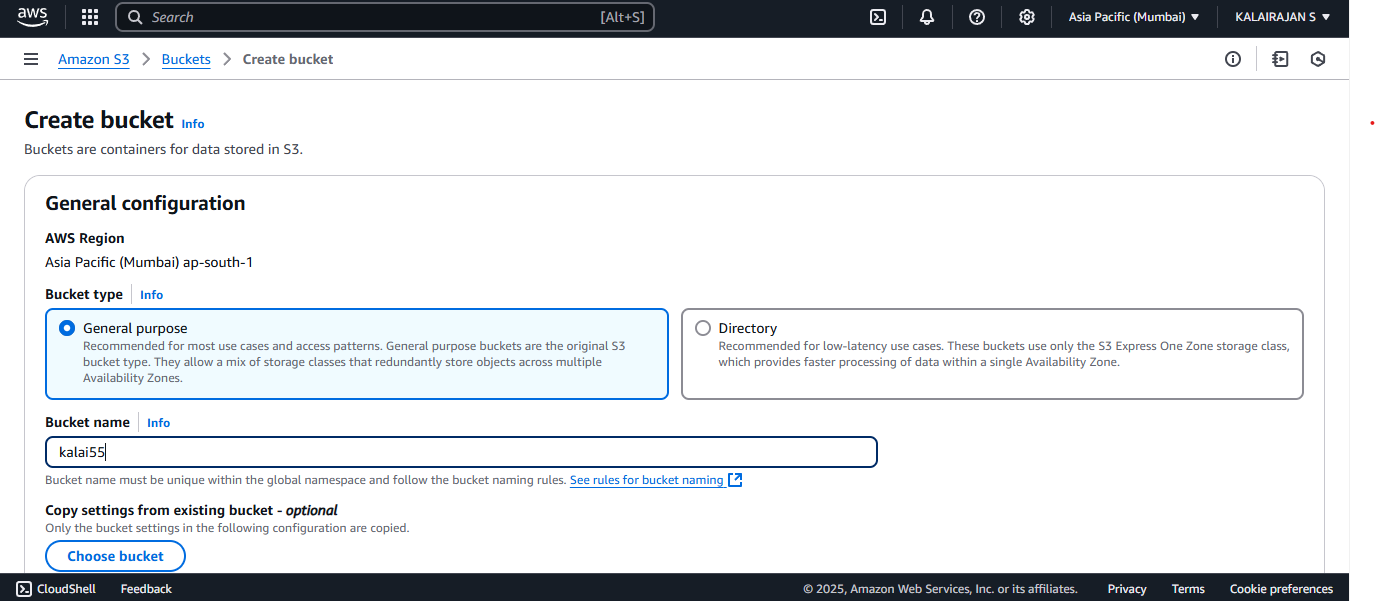 aws Search [Alt+S] Asia Pacific (Mumbai) KALAIRAJAN S
Amazon S3 Buckets Create bucket
Create bucket Info
Buckets are containers for data stored in S3.
General configuration
AWS Region
Asia Pacific (Mumbai) ap-south-1
Bucket type Info
General purpose
Recommended for most use cases and access patterns. General purpose buckets are the original S3
bucket type. They allow a mix of storage classes that redundantly store objects across multiple
Availability Zones.
Directory
Recommended for low-latency use cases. These buckets use only the S3 Express One Zone storage class,
which provides faster processing of data within a single Availability Zone.
Bucket name Info
kalai55
Bucket name must be unique within the global namespace and follow the bucket naming rules. See rules for bucket naming
Copy settings from existing bucket - optional
Only the bucket settings in the following configuration are copied.
Choose bucket
CloudShell Feedback © 2025, Amazon Web Services, Inc. or its affiliates. Privacy Terms Cookie preferences